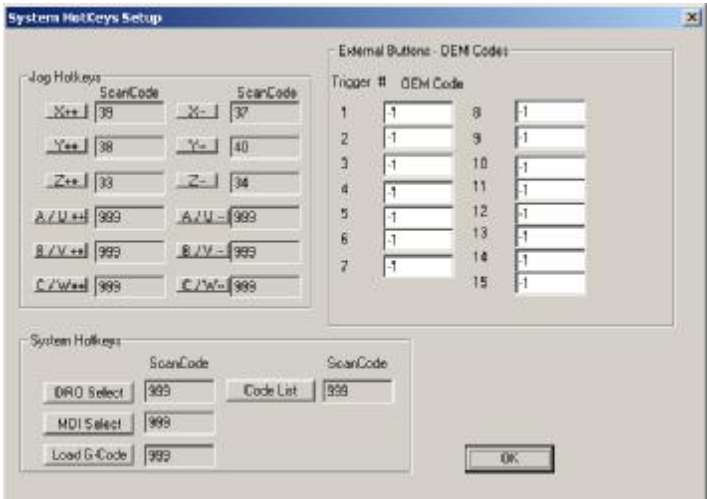 System HotKeys Setup
External Buttons - OEM Codes
Jog Hotkeys
Trigger # OEM Code
ScanCode ScanCode
X++ 39 X- 37
Y++ 38 Y- 40
Z++ 33 Z- 34
A / U ++ 999 A / U - 999
B / V ++ 999 B / V - 999
C / W++ 999 C / W- 999
1 -1 8 -1
2 -1 9 -1
3 -1 10 -1
4 -1 11 -1
5 -1 12 -1
6 -1 13 -1
7 -1 14 -1
15 -1
System Hotkeys
ScanCode ScanCode
DRO Select 999 Code List 999
MDI Select 999
Load G-Code 999
OK